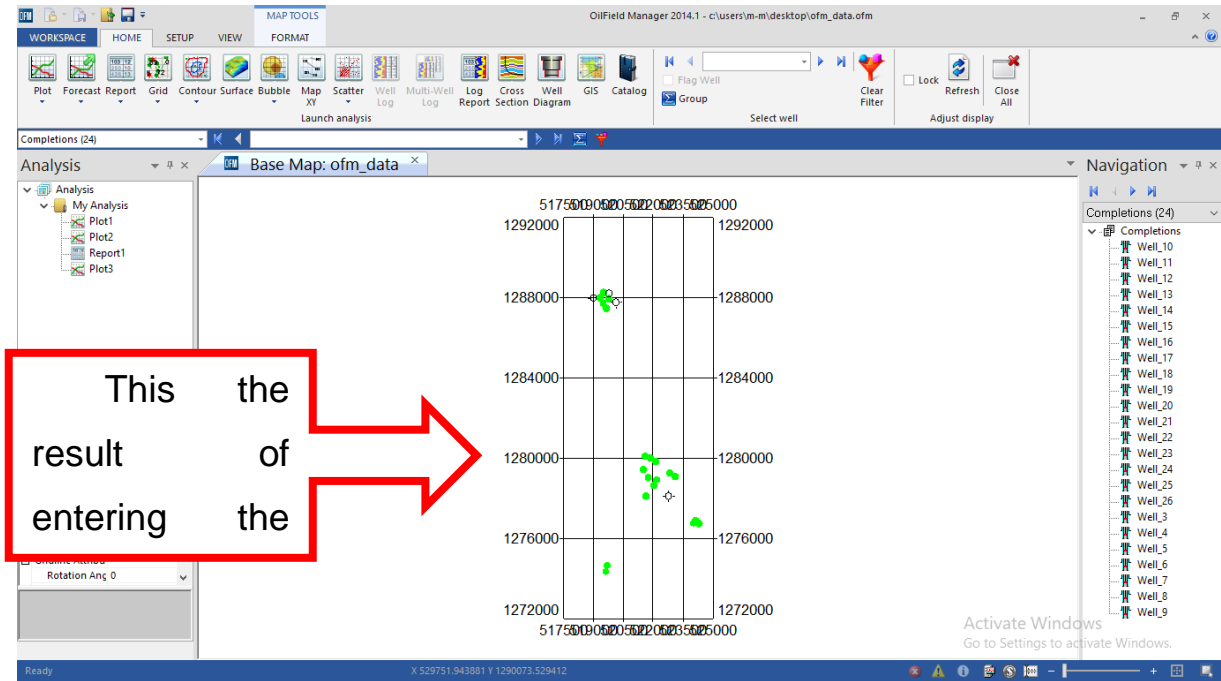 OFM MAP TOOLS OilField Manager 2014.1 - c:\users\m-m\desktop\ofm_data.ofm
WORKSPACE HOME SETUP VIEW FORMAT
Plot Forecast Report Grid Contour Surface Bubble Map XY Scatter Well Log Multi-Well Log Log Report Cross Section Well Diagram GIS Catalog
Flag Well
Group
Clear Filter
Lock Refresh Close All
Launch analysis Select well Adjust display
Completions (24)
Analysis
Base Map: ofm_data
Navigation
Analysis
My Analysis
Plot1
Plot2
Report1
Plot3
This the
result of
entering the
Rotation Ang 0
1292000 1292000
1288000 1288000
1284000 1284000
1280000 1280000
1276000 1276000
1272000 1272000
Completions (24)
Completions
Well_10
Well_11
Well_12
Well_13
Well_14
Well_15
Well_16
Well_17
Well_18
Well_19
Well_20
Well_21
Well_22
Well_23
Well_24
Well_25
Well_26
Well_3
Well_4
Well_5
Well_6
Well_7
Well_8
Well_9
Activate Windows
Go to Settings to activate Windows.
Ready X 529751.943881 Y 1290073.529412